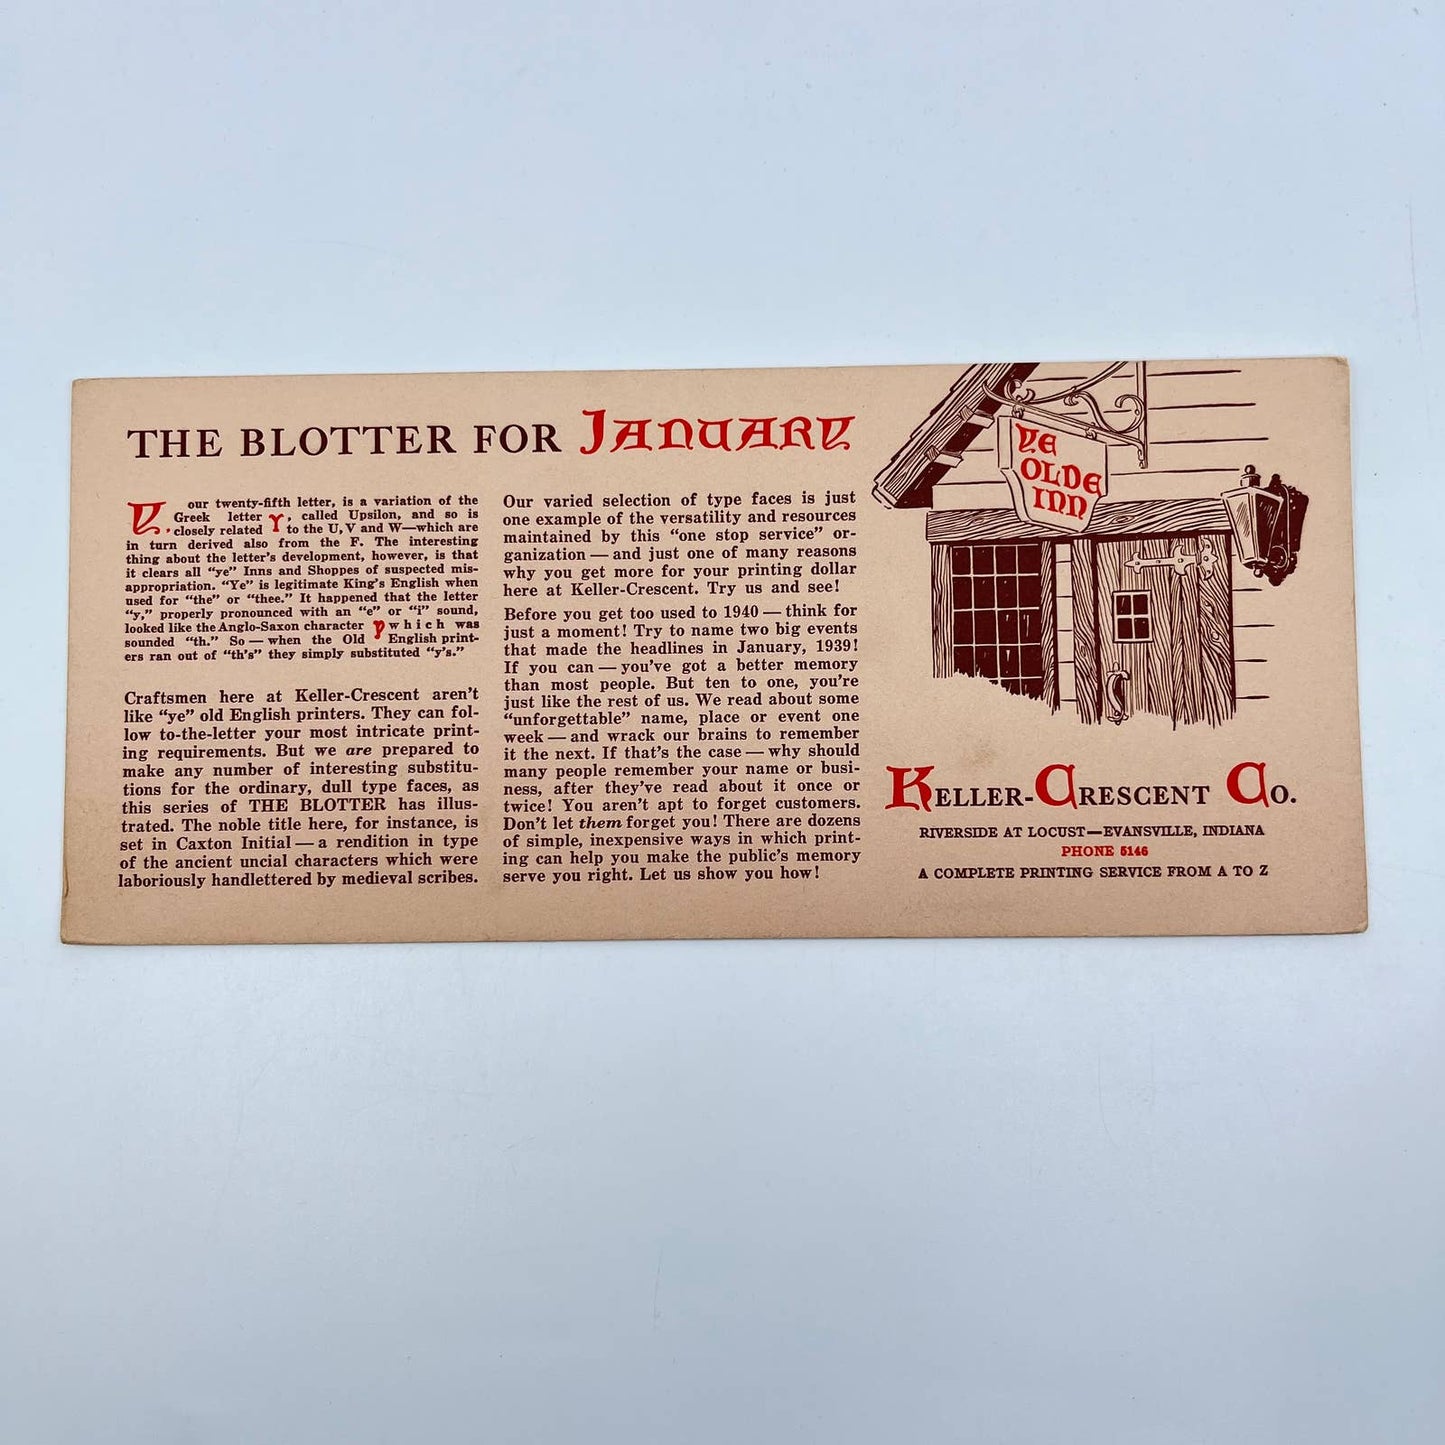 THE BLOTTER FOR JANUARY
Y, our twenty-fifth letter, is a variation of the
Greek letter Υ, called Upsilon, and so is
closely related to the U, V and W—which are
in turn derived also from the F. The interesting
thing about the letter's development, however, is that
it clears all "ye" Inns and Shoppes of suspected mis-
appropriation. "Ye" is legitimate King's English when
used for "the" or "thee." It happened that the letter
"y," properly pronounced with an "e" or "i" sound,
looked like the Anglo-Saxon character þ which was
sounded "th." So — when the Old English print-
ers ran out of "th's" they simply substituted "y's."
Craftsmen here at Keller-Crescent aren't
like "ye" old English printers. They can fol-
low to-the-letter your most intricate print-
ing requirements. But we are prepared to
make any number of interesting substitu-
tions for the ordinary, dull type faces, as
this series of THE BLOTTER has illus-
trated. The noble title here, for instance, is
set in Caxton Initial — a rendition in type
of the ancient uncial characters which were
laboriously handlettered by medieval scribes.
Our varied selection of type faces is just
one example of the versatility and resources
maintained by this "one stop service" or-
ganization — and just one of many reasons
why you get more for your printing dollar
here at Keller-Crescent. Try us and see!
Before you get too used to 1940 — think for
just a moment! Try to name two big events
that made the headlines in January, 1939!
If you can — you've got a better memory
than most people. But ten to one, you're
just like the rest of us. We read about some
"unforgettable" name, place or event one
week — and wrack our brains to remember
it the next. If that's the case — why should
many people remember your name or busi-
ness, after they've read about it once or
twice! You aren't apt to forget customers.
Don't let them forget you! There are dozens
of simple, inexpensive ways in which print-
ing can help you make the public's memory
serve you right. Let us show you how!
YE
OLDE
INN
KELLER-CRESCENT CO.
RIVERSIDE AT LOCUST—EVANSVILLE, INDIANA
PHONE 5146
A COMPLETE PRINTING SERVICE FROM A TO Z